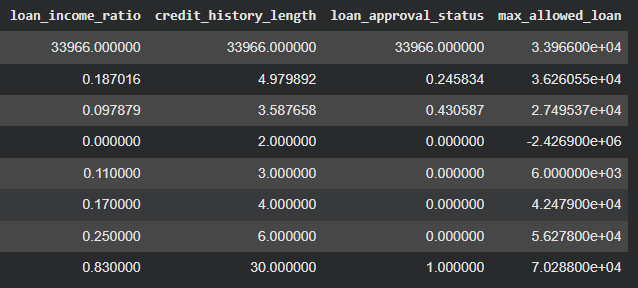 loan_income_ratio credit_history_length loan_approval_status max_allowed_loan
33966.000000 33966.000000 33966.000000 3.396600e+04
0.187016 4.979892 0.245834 3.626055e+04
0.097879 3.587658 0.430587 2.749537e+04
0.000000 2.000000 0.000000 -2.426900e+06
0.110000 3.000000 0.000000 6.000000e+03
0.170000 4.000000 0.000000 4.247900e+04
0.250000 6.000000 0.000000 5.627800e+04
0.830000 30.000000 1.000000 7.028800e+04